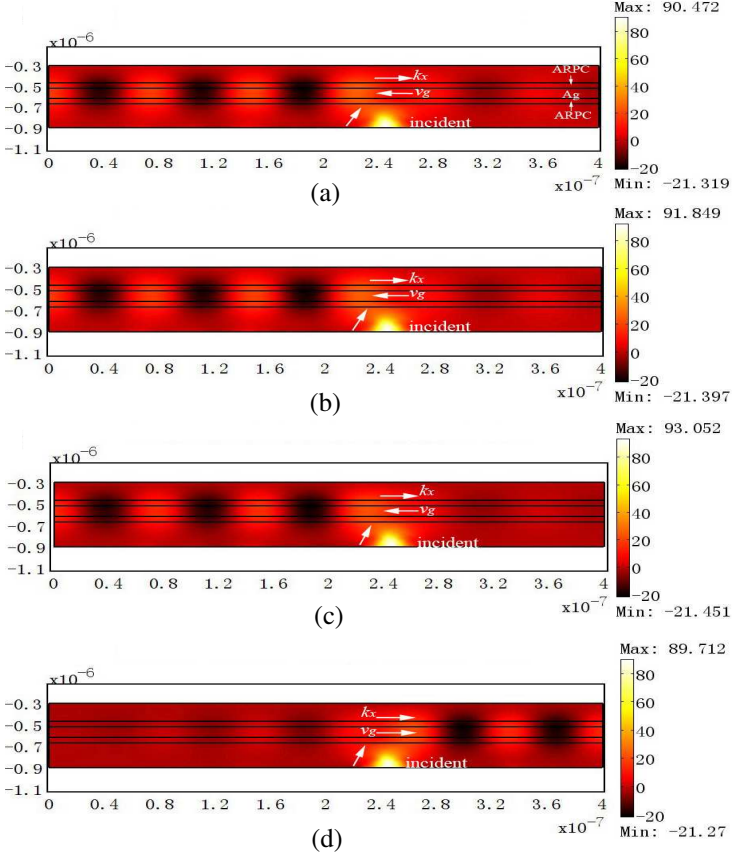 Max: 90.472
x10⁻⁶
-0.3
-0.5
-0.7
-0.9
-1.1
kx
vg
incident
ARPC
Ag
ARPC
80
60
40
20
0
-20
0 0.4 0.8 1.2 1.6 2 2.4 2.8 3.2 3.6 4
x10⁻⁷
Min: -21.319
(a)
Max: 91.849
x10⁻⁶
-0.3
-0.5
-0.7
-0.9
-1.1
kx
vg
incident
80
60
40
20
0
-20
0 0.4 0.8 1.2 1.6 2 2.4 2.8 3.2 3.6 4
x10⁻⁷
Min: -21.397
(b)
Max: 93.052
x10⁻⁶
-0.3
-0.5
-0.7
-0.9
-1.1
kx
vg
incident
80
60
40
20
0
-20
0 0.4 0.8 1.2 1.6 2 2.4 2.8 3.2 3.6 4
x10⁻⁷
Min: -21.451
(c)
Max: 89.712
x10⁻⁶
-0.3
-0.5
-0.7
-0.9
-1.1
kx
vg
incident
80
60
40
20
0
-20
0 0.4 0.8 1.2 1.6 2 2.4 2.8 3.2 3.6 4
x10⁻⁷
Min: -21.27
(d)